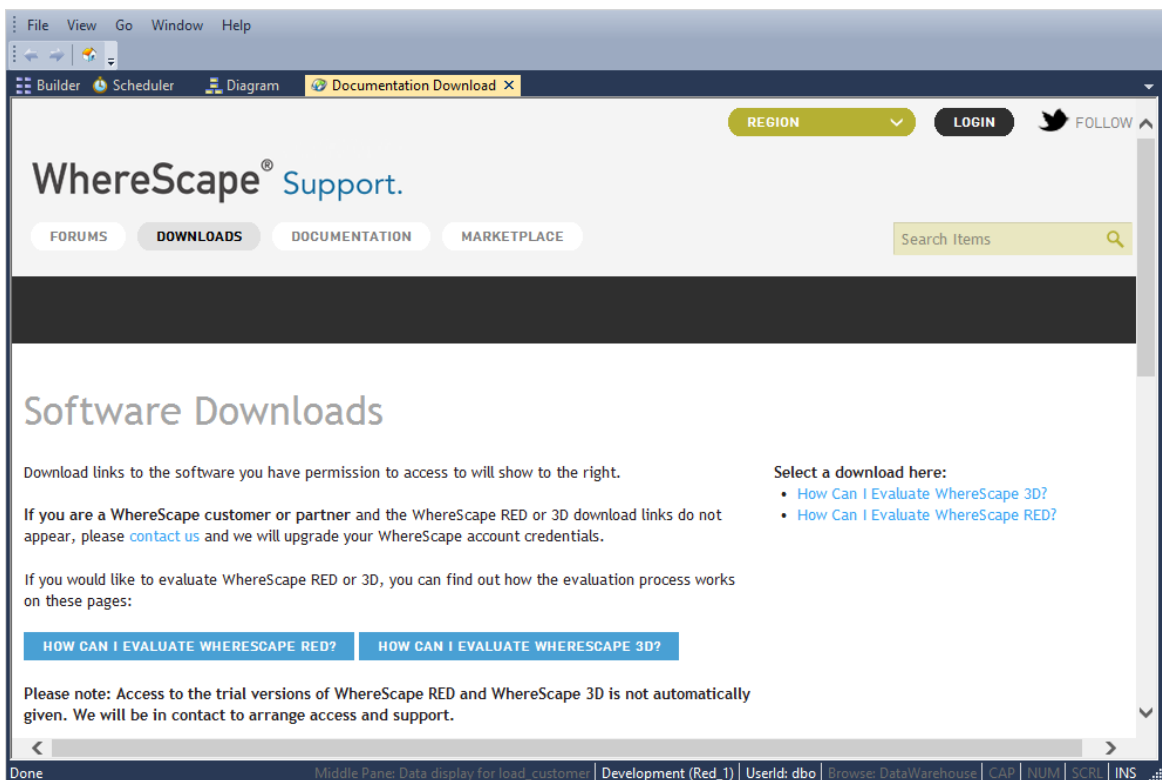 File View Go Window Help
Builder Scheduler Diagram Documentation Download
REGION LOGIN FOLLOW
WhereScape® Support.
FORUMS DOWNLOADS DOCUMENTATION MARKETPLACE Search Items
Software Downloads
Download links to the software you have permission to access to will show to the right.
If you are a WhereScape customer or partner and the WhereScape RED or 3D download links do not
appear, please contact us and we will upgrade your WhereScape account credentials.
If you would like to evaluate WhereScape RED or 3D, you can find out how the evaluation process works
on these pages:
HOW CAN I EVALUATE WHERESCAPE RED? HOW CAN I EVALUATE WHERESCAPE 3D?
Please note: Access to the trial versions of WhereScape RED and WhereScape 3D is not automatically
given. We will be in contact to arrange access and support.
Select a download here:
• How Can I Evaluate WhereScape 3D?
• How Can I Evaluate WhereScape RED?
Done Middle Pane: Data display for load_customer Development (Red_1) UserId: dbo Browse: DataWarehouse CAP NUM SCRL INS